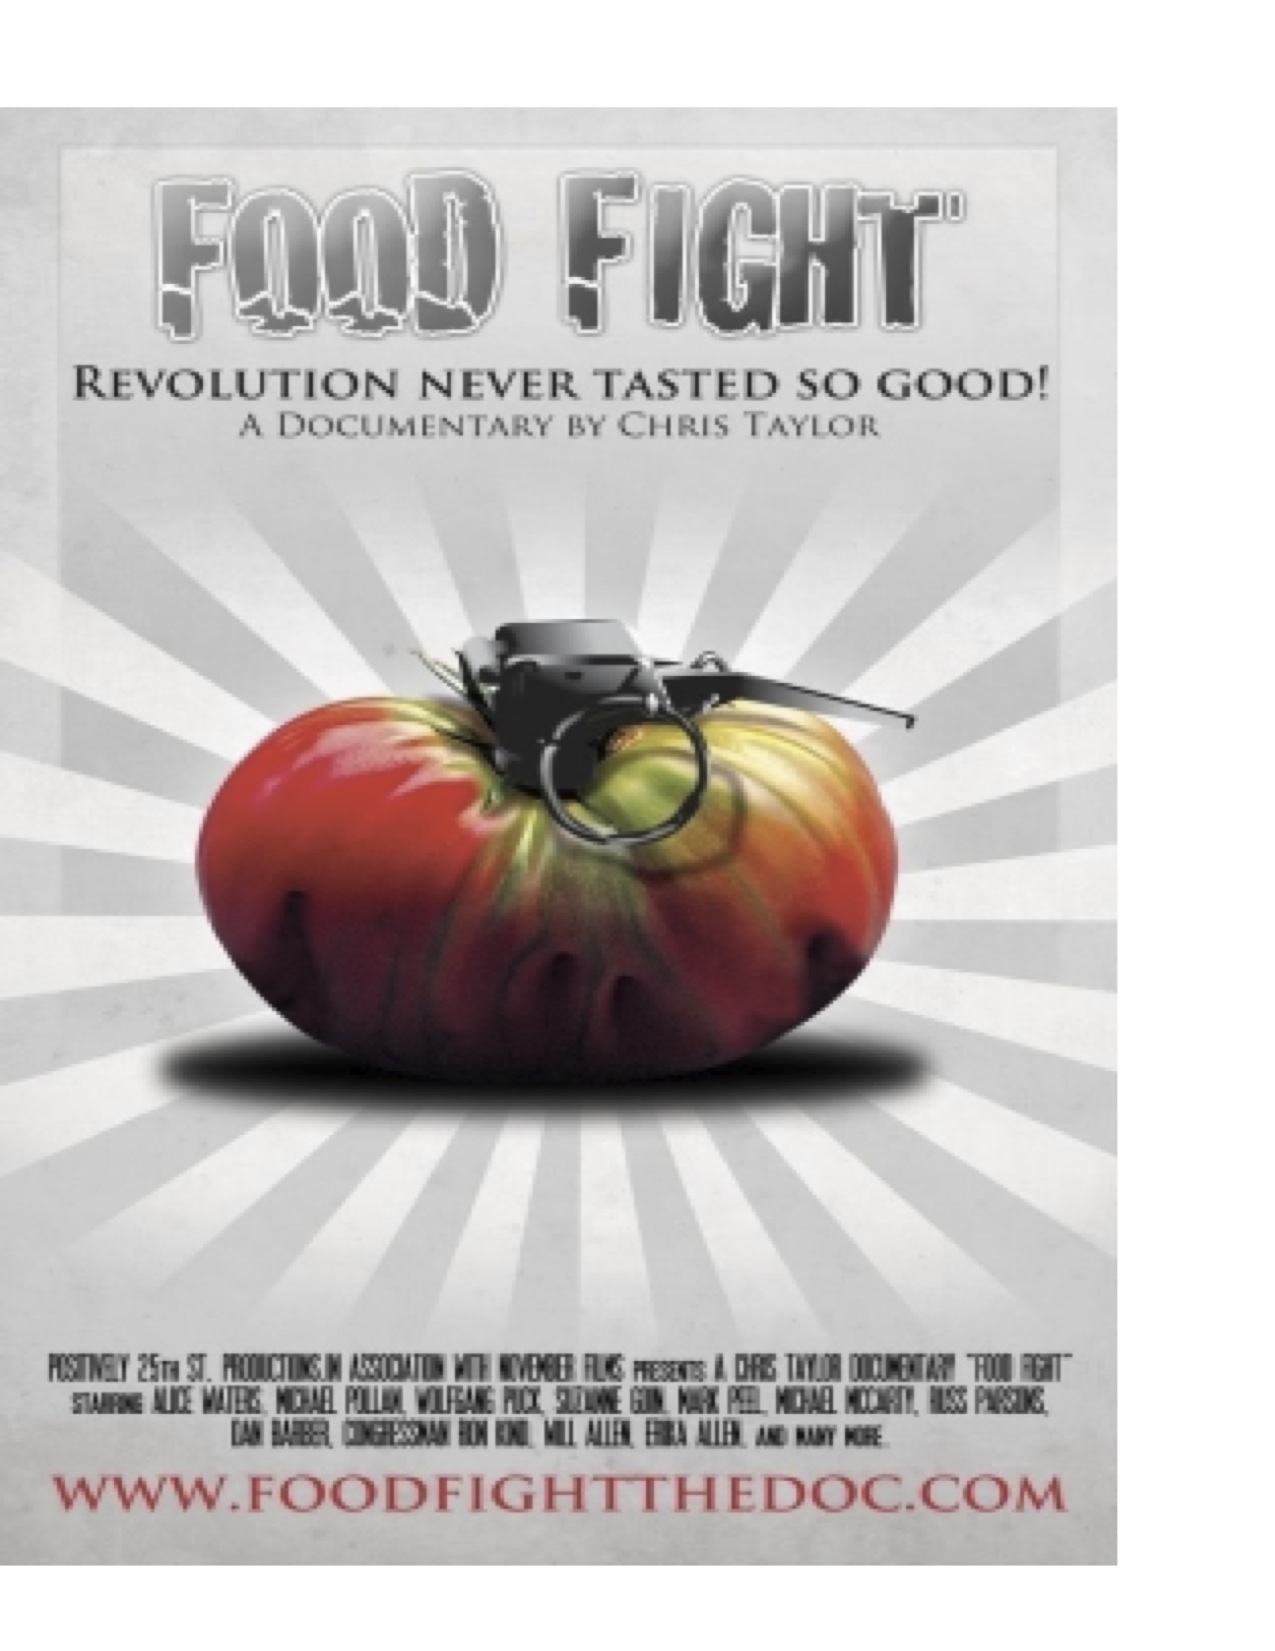 FOOD FIGHT
REVOLUTION NEVER TASTED SO GOOD!
A DOCUMENTARY BY CHRIS TAYLOR
POSITIVELY 25TH ST. PRODUCTIONS,IN ASSOCIATION WITH NOVEMBER FILMS PRESENTS A CHRIS TAYLOR DOCUMENTARY "FOOD FIGHT"
STARRING ALICE WATERS, MICHAEL POLLAN, WOLFGANG PUCK, SUZANNE GOIN, MARK PEEL, MICHAEL MCCARTY, RUSS PARSONS,
DAN BARBER, CONGRESSMAN RON KIND, WILL ALLEN, ERIKA ALLEN, AND MANY MORE.
WWW.FOODFIGHTTHEDOC.COM